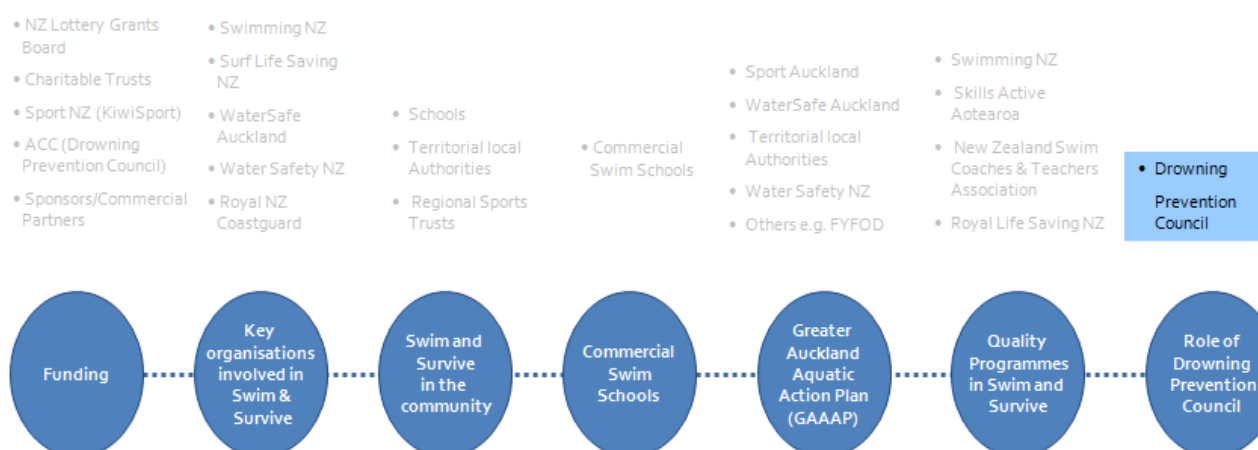 • NZ Lottery Grants
Board
• Charitable Trusts
• Sport NZ (KiwiSport)
• ACC (Drowning
Prevention Council)
• Sponsors/Commercial
Partners
• Swimming NZ
• Surf Life Saving
NZ
• WaterSafe
Auckland
• Water Safety NZ
• Royal NZ
Coastguard
• Schools
• Territorial local
Authorities
• Regional Sports
Trusts
• Commercial
Swim Schools
• Sport Auckland
• WaterSafe Auckland
• Territorial local
Authorities
• Water Safety NZ
• Others e.g. FYFOD
• Swimming NZ
• Skills Active
Aotearoa
• New Zealand Swim
Coaches & Teachers
Association
• Royal Life Saving NZ
• Drowning
Prevention
Council
Funding
Key
organisations
involved in
Swim &
Survive
Swim and
Survive
in the
community
Commercial
Swim
Schools
Greater
Auckland
Aquatic
Action Plan
(GAAAP)
Quality
Programmes
in Swim and
Survive
Role of
Drowning
Prevention
Council